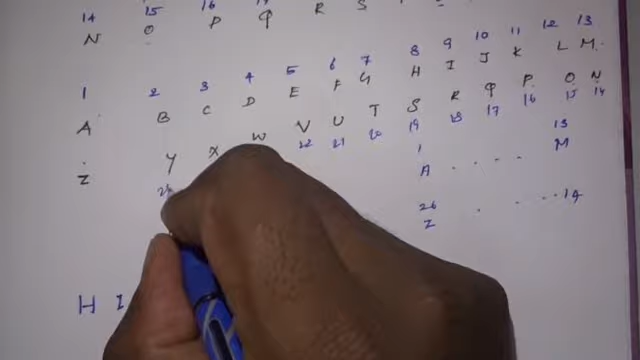 14 15 16
N O P Q R S
1 2 3 4 5 6 7 8 9 10 11 12 13
A B C D E F G H I J K L M
Z Y X W V U T S R Q P O N
22 21 20 19 18 17 16 15 14
1 13
A . . . . M
26 . . . . . 14
Z
H I